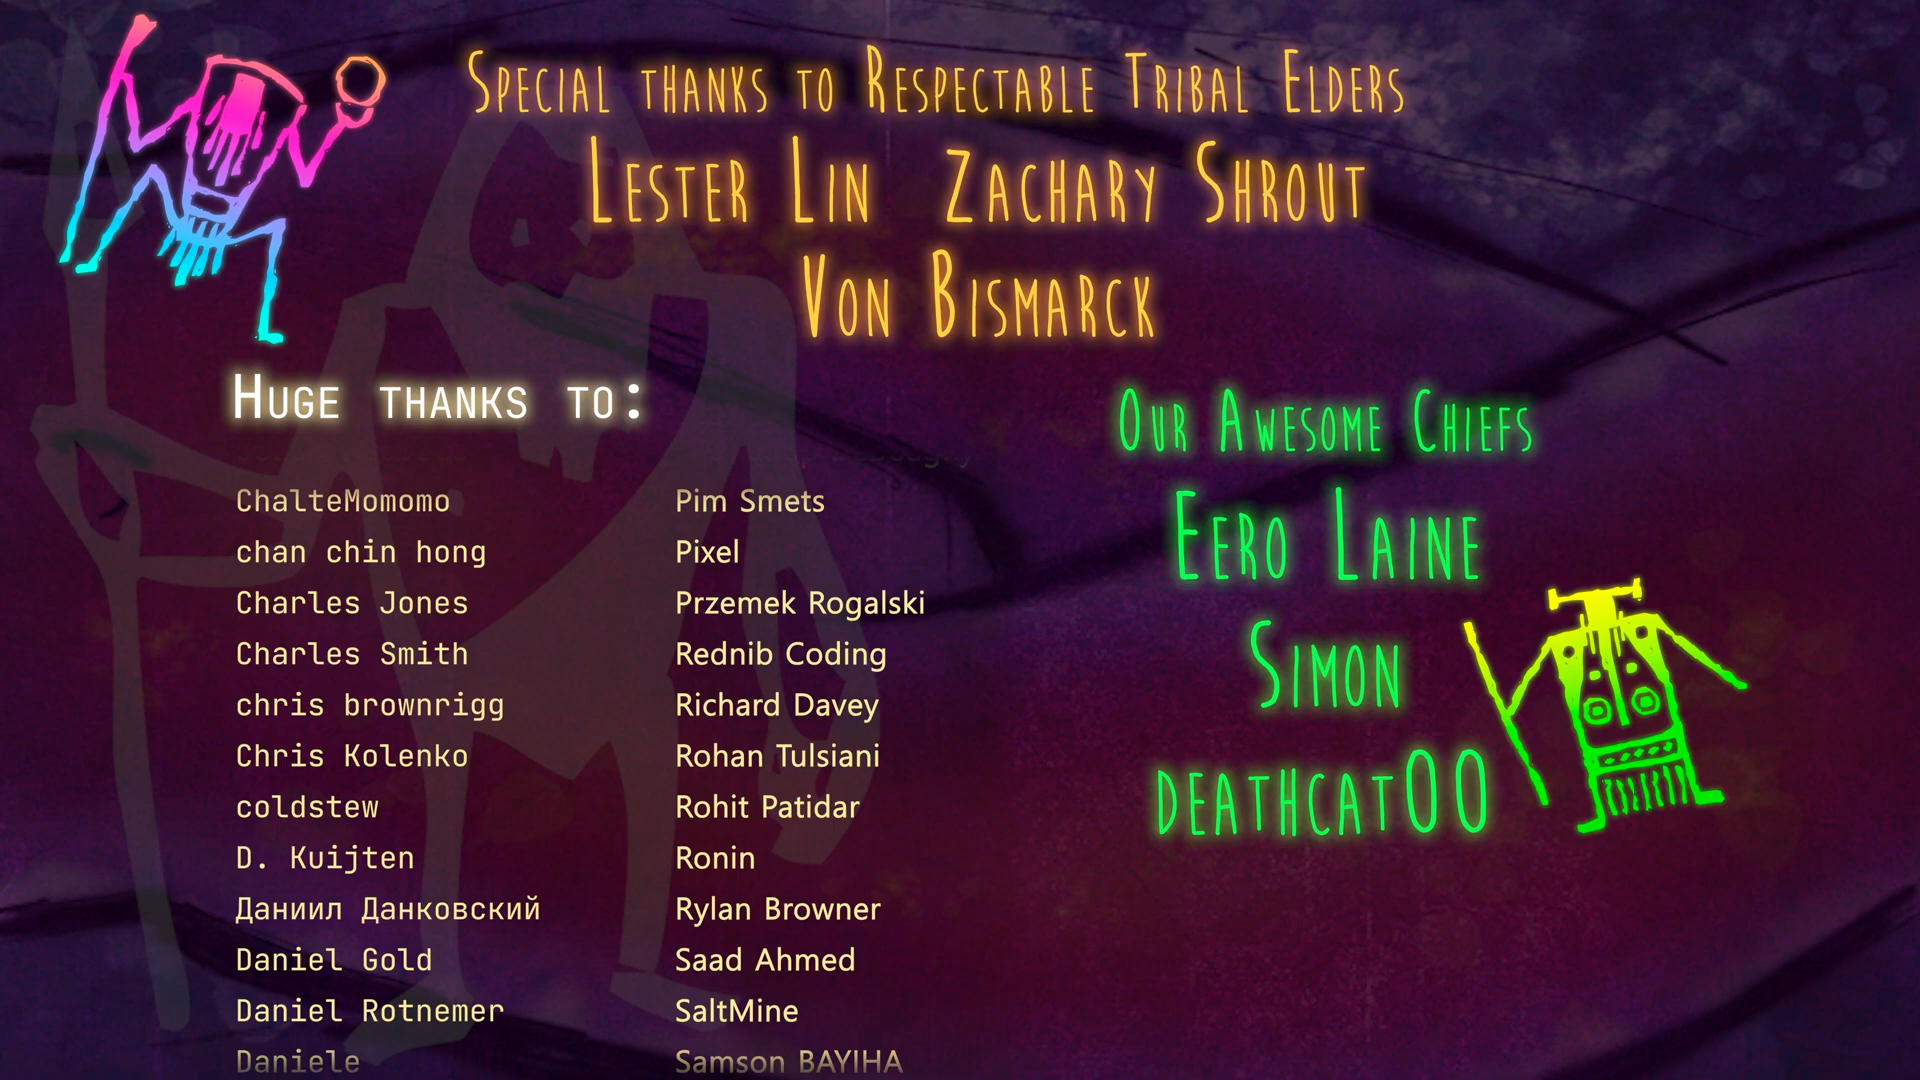 Special thanks to Respectable Tribal Elders
Lester Lin Zachary Shrout
Von Bismarck
Huge thanks to:
ChalteMomomo
chan chin hong
Charles Jones
Charles Smith
chris brownrigg
Chris Kolenko
coldstew
D. Kuijten
Даниил Данковский
Daniel Gold
Daniel Rotnemer
Daniele
Pim Smets
Pixel
Przemek Rogalski
Rednib Coding
Richard Davey
Rohan Tulsiani
Rohit Patidar
Ronin
Rylan Browner
Saad Ahmed
SaltMine
Samson BAYIHA
Our Awesome Chiefs
Eero Laine
Simon
deathcat00